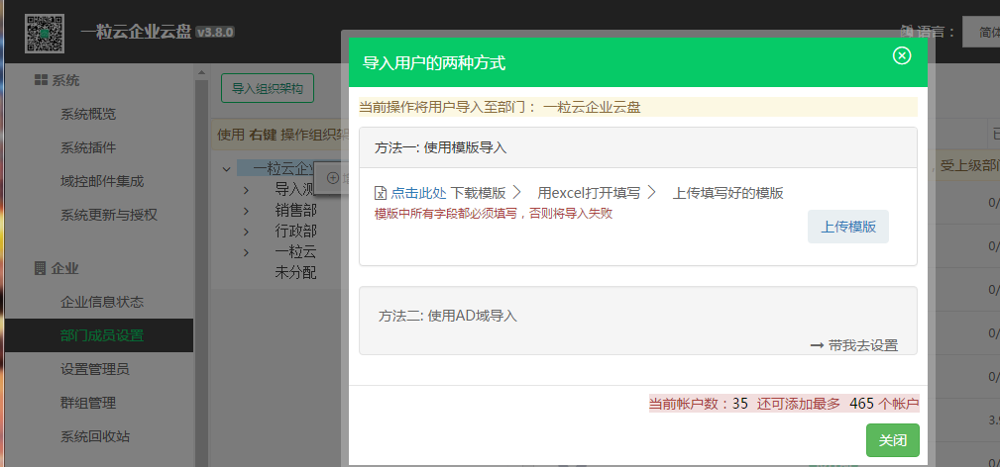 一粒云企业云盘 v3.8.0
语言：
简体
系统
系统概览
系统插件
域控邮件集成
系统更新与授权
企业
企业信息状态
部门成员设置
设置管理员
群组管理
系统回收站
导入组织架构
使用 右键 操作组织架
一粒云企业
导入测
销售部
行政部
一粒云
未分配
导入用户的两种方式
当前操作将用户导入至部门： 一粒云企业云盘
方法一: 使用模版导入
点击此处 下载模版 用excel打开填写 上传填写好的模版
模版中所有字段都必须填写，否则将导入失败
上传模版
方法二: 使用AD域导入
带我去设置
当前帐户数：35 还可添加最多 465 个帐户
关闭
受上级部门
0/
0/
0/
0/
0/
3.9
0/